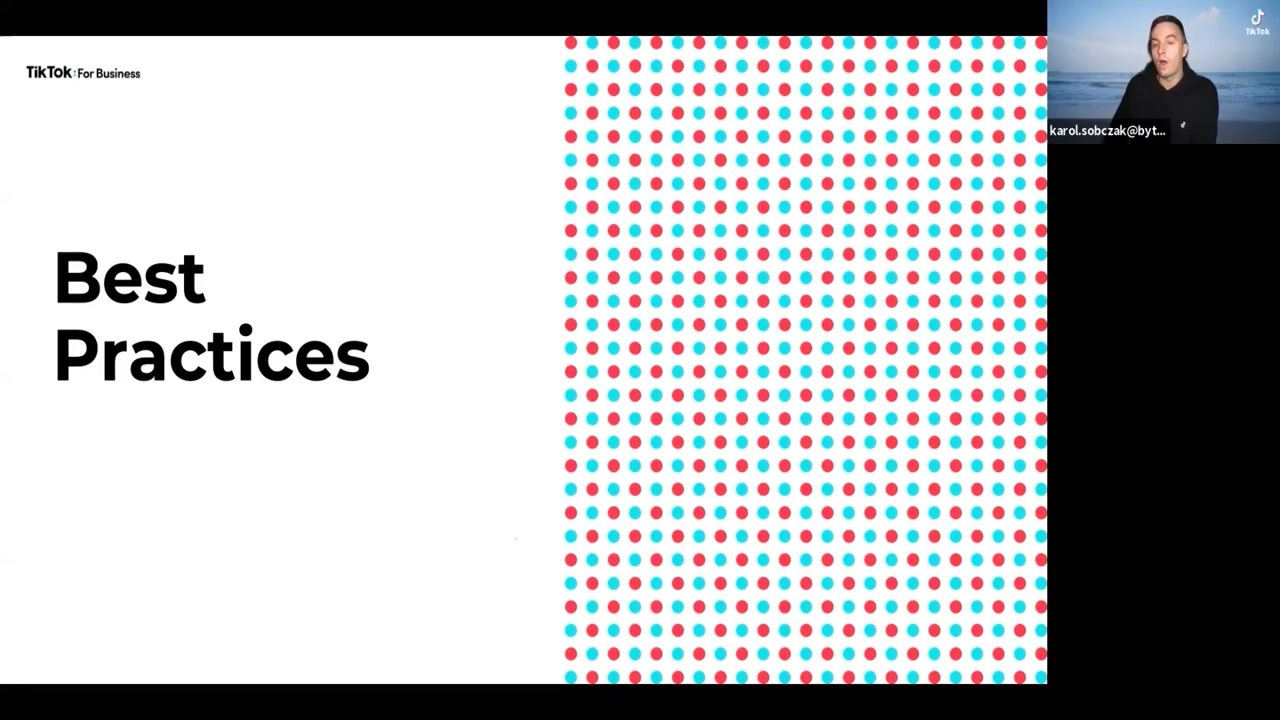 TikTok: For Business
Best
Practices
TikTok
karol.sobczak@byt...